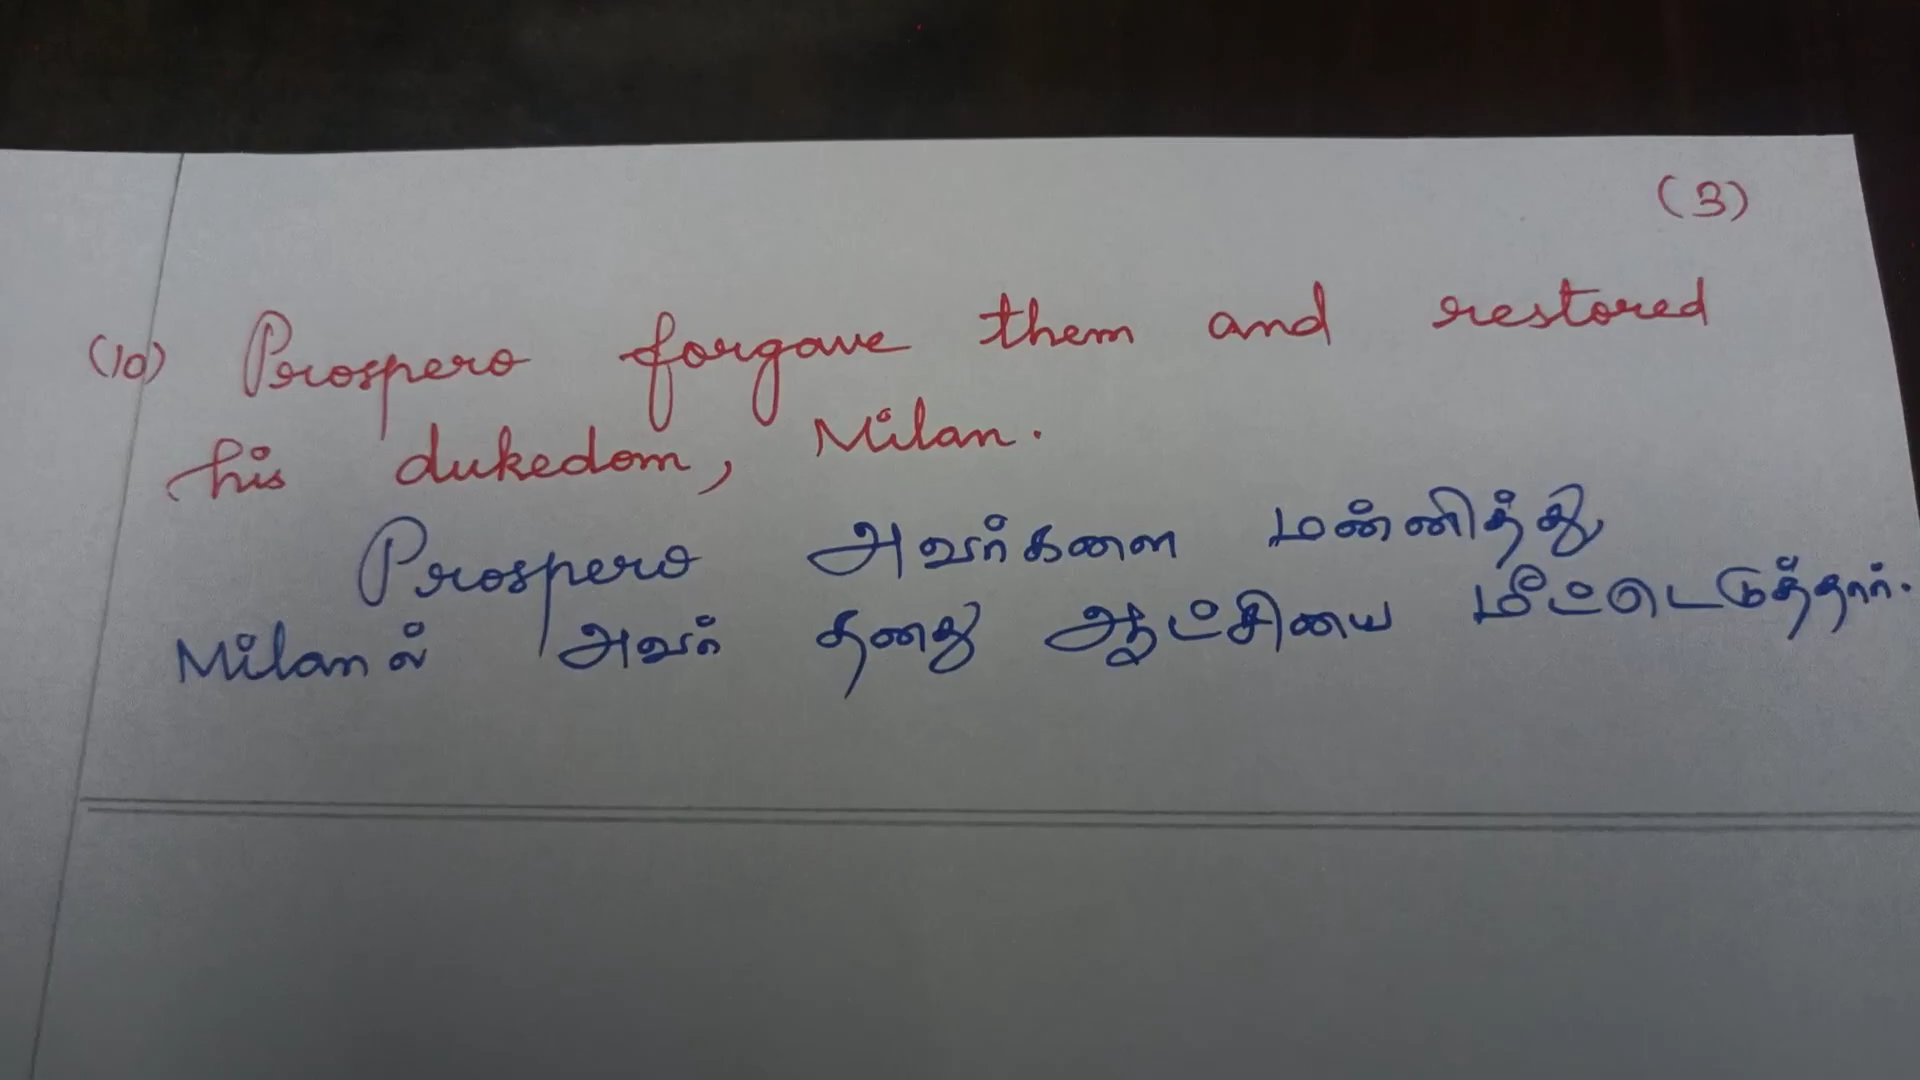 (3)
(10) Prospero forgave them and restored
his dukedom, Milan.
Prospero அவர்களை மன்னித்து
Milanல் அவர் தனது ஆட்சியை மீட்டெடுத்தார்.